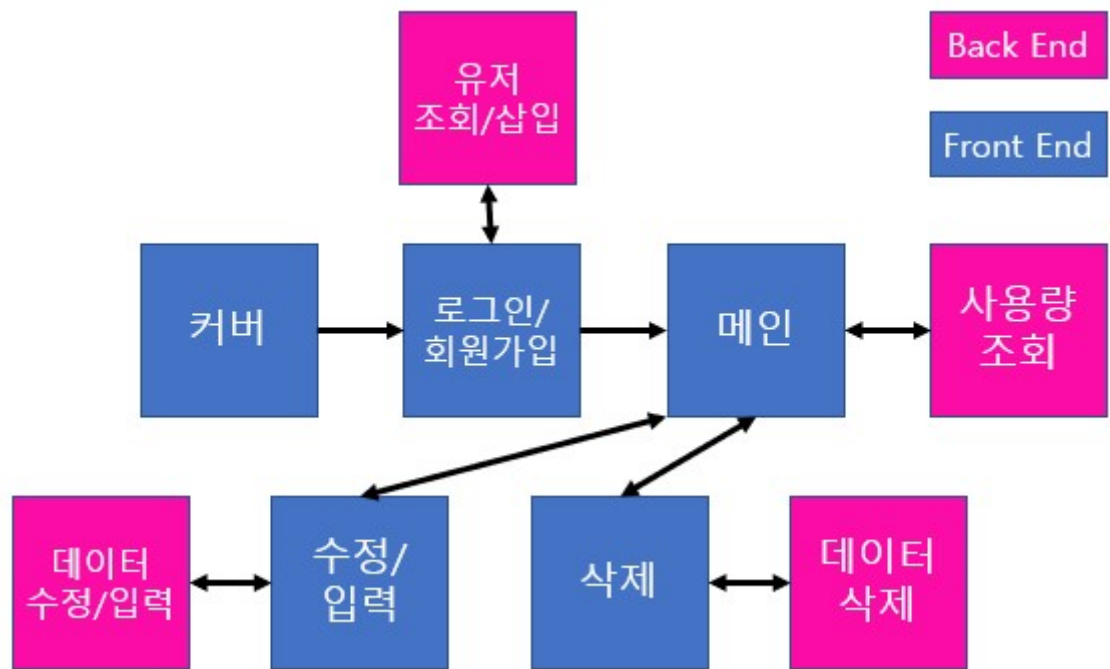 유저
조회/삽입
Back End
Front End
커버
로그인/
회원가입
메인
사용량
조회
데이터
수정/입력
수정/
입력
삭제
데이터
삭제